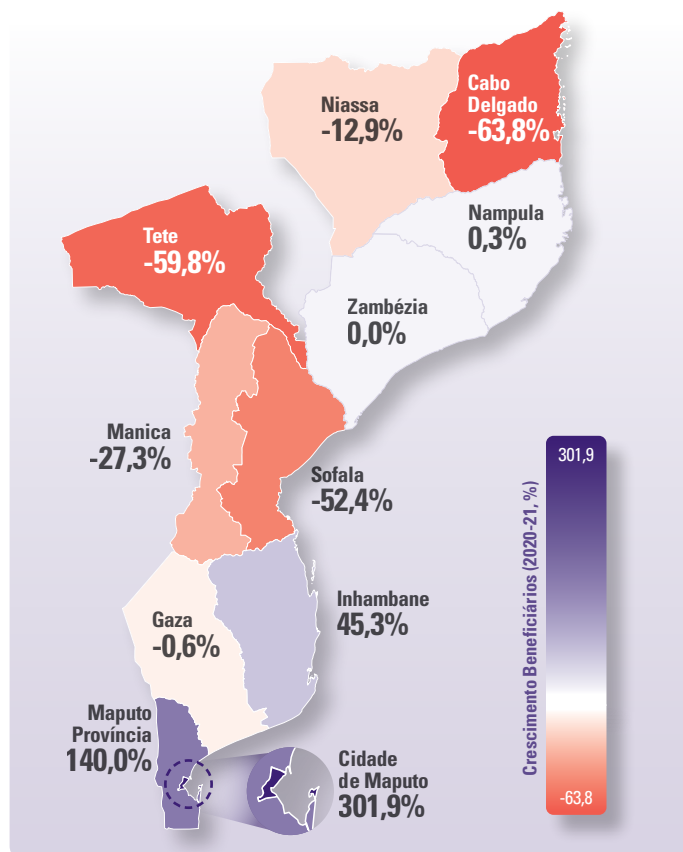 Cabo
Delgado
-63,8%
Niassa
-12,9%
Nampula
0,3%
Tete
-59,8%
Zambézia
0,0%
Manica
-27,3%
Sofala
-52,4%
Inhambane
45,3%
Gaza
-0,6%
Maputo
Província
140,0%
Cidade
de Maputo
301,9%
301,9
Crescimento Beneficiários (2020-21, %)
-63,8